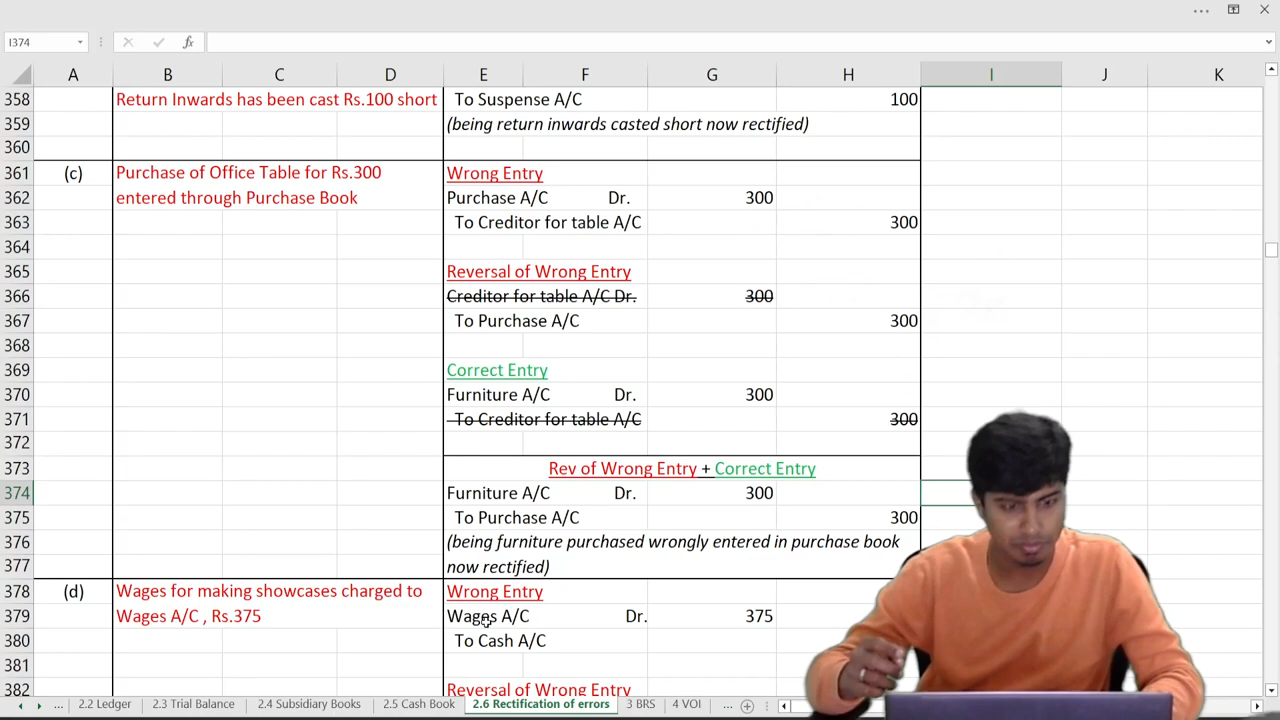 I374
fx
A B C D E F G H I J K
358 Return Inwards has been cast Rs.100 short To Suspense A/C 100
359 (being return inwards casted short now rectified)
360
361 (c) Purchase of Office Table for Rs.300 Wrong Entry
362 entered through Purchase Book Purchase A/C Dr. 300
363 To Creditor for table A/C 300
364
365 Reversal of Wrong Entry
366 Creditor for table A/C Dr. 300
367 To Purchase A/C 300
368
369 Correct Entry
370 Furniture A/C Dr. 300
371 To Creditor for table A/C 300
372
373 Rev of Wrong Entry + Correct Entry
374 Furniture A/C Dr. 300
375 To Purchase A/C 300
376 (being furniture purchased wrongly entered in purchase book
377 now rectified)
378 (d) Wages for making showcases charged to Wrong Entry
379 Wages A/C , Rs.375 Wages A/C Dr. 375
380 To Cash A/C
381
382 Reversal of Wrong Entry
... 2.2 Ledger 2.3 Trial Balance 2.4 Subsidiary Books 2.5 Cash Book 2.6 Rectification of errors 3 BRS 4 VOI ...